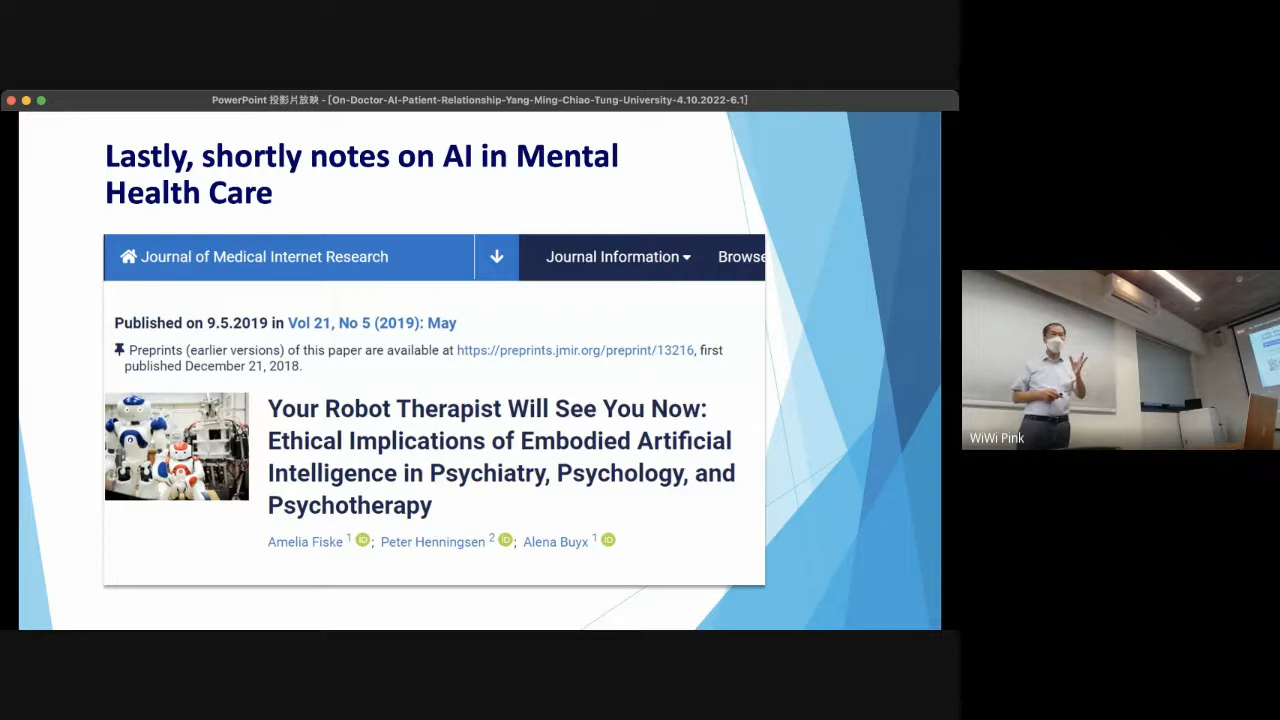 PowerPoint 投影片放映 - [On-Doctor-AI-Patient-Relationship-Yang-Ming-Chiao-Tung-University-4.10.2022-6.1]
Lastly, shortly notes on AI in Mental
Health Care
Journal of Medical Internet Research
Journal Information
Browse
Published on 9.5.2019 in Vol 21, No 5 (2019): May
Preprints (earlier versions) of this paper are available at https://preprints.jmir.org/preprint/13216, first
published December 21, 2018.
Your Robot Therapist Will See You Now:
Ethical Implications of Embodied Artificial
Intelligence in Psychiatry, Psychology, and
Psychotherapy
Amelia Fiske 1 iD; Peter Henningsen 2 iD; Alena Buyx 1 iD
WiWi Pink